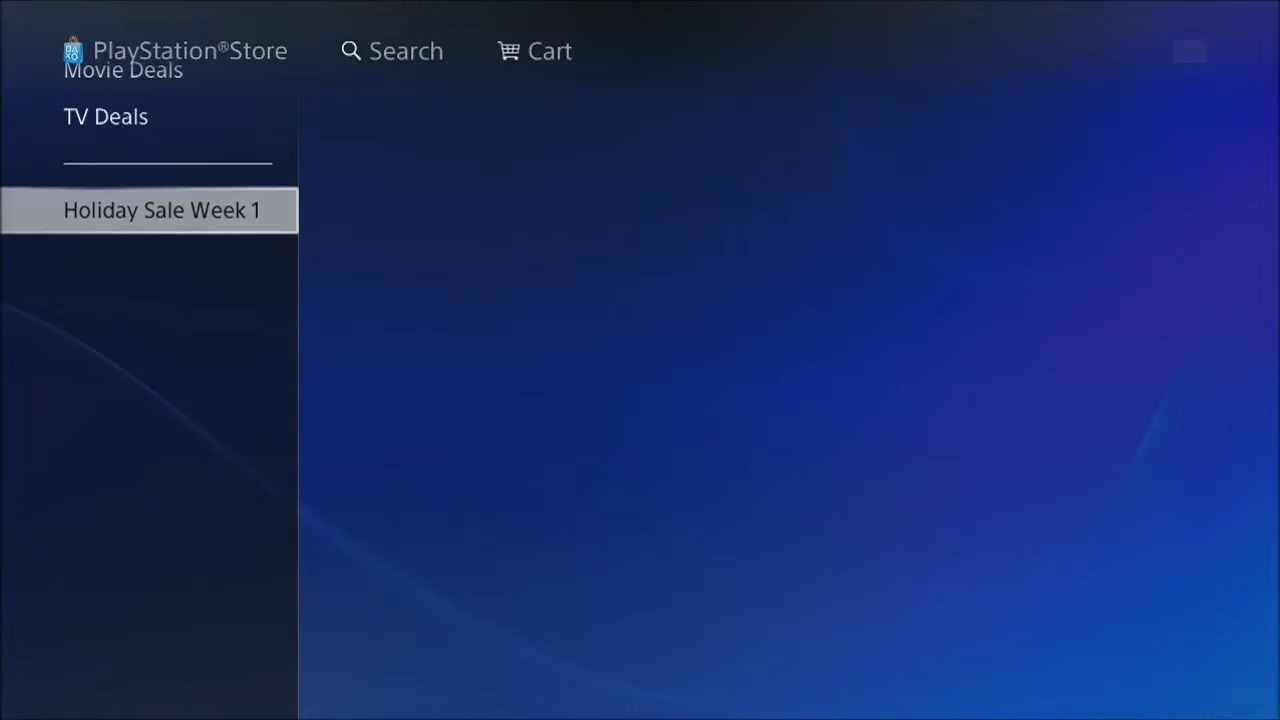 PlayStation®Store Search Cart
Movie Deals
TV Deals
Holiday Sale Week 1